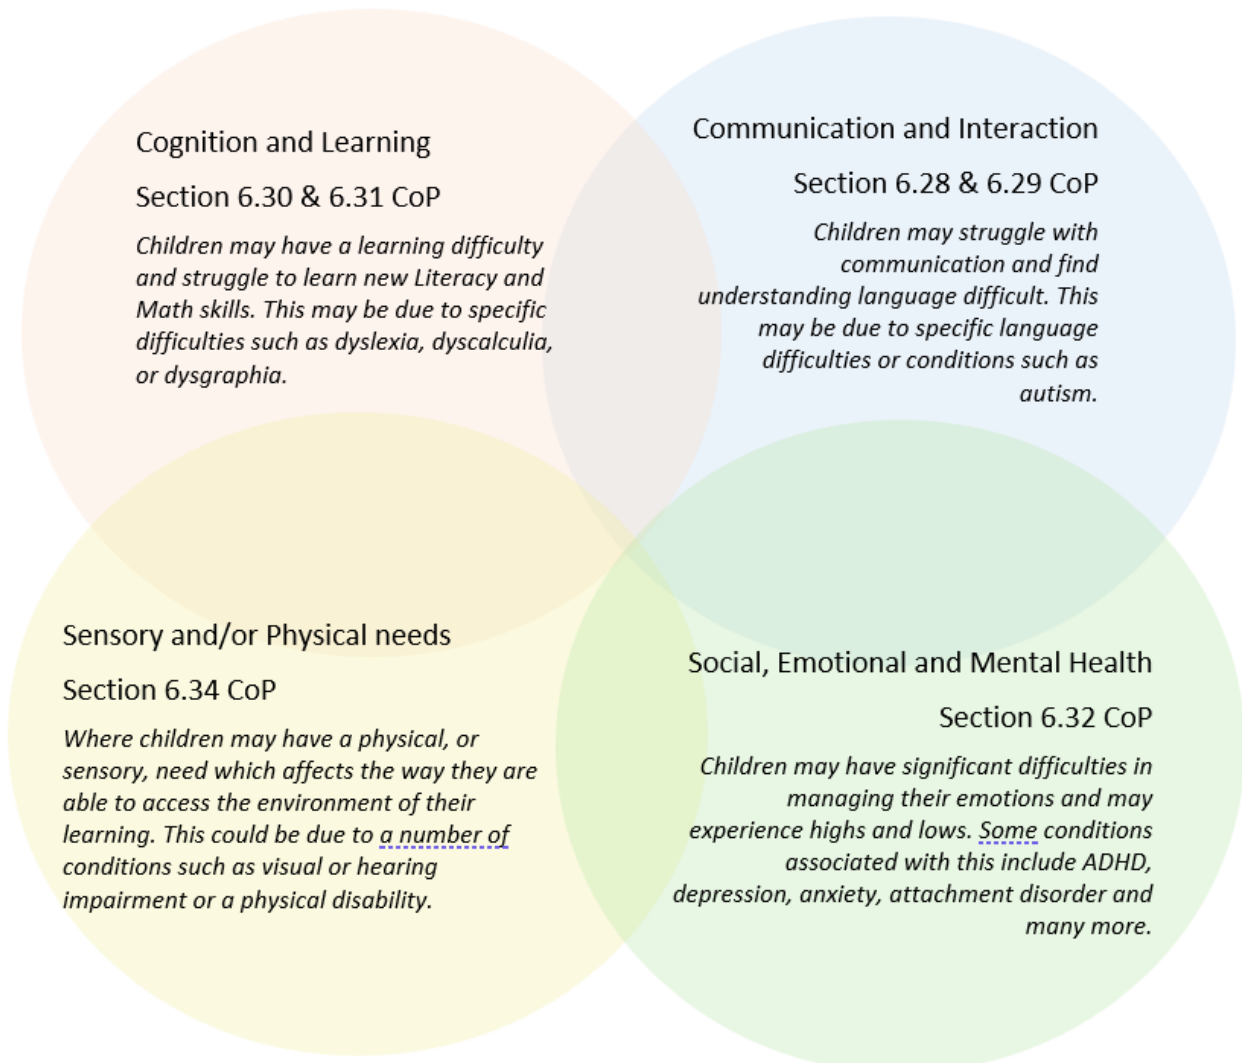 Cognition and Learning
Section 6.30 & 6.31 CoP
Children may have a learning difficulty
and struggle to learn new Literacy and
Math skills. This may be due to specific
difficulties such as dyslexia, dyscalculia,
or dysgraphia.
Communication and Interaction
Section 6.28 & 6.29 CoP
Children may struggle with
communication and find
understanding language difficult. This
may be due to specific language
difficulties or conditions such as
autism.
Sensory and/or Physical needs
Section 6.34 CoP
Where children may have a physical, or
sensory, need which affects the way they are
able to access the environment of their
learning. This could be due to a number of
conditions such as visual or hearing
impairment or a physical disability.
Social, Emotional and Mental Health
Section 6.32 CoP
Children may have significant difficulties in
managing their emotions and may
experience highs and lows. Some conditions
associated with this include ADHD,
depression, anxiety, attachment disorder and
many more.